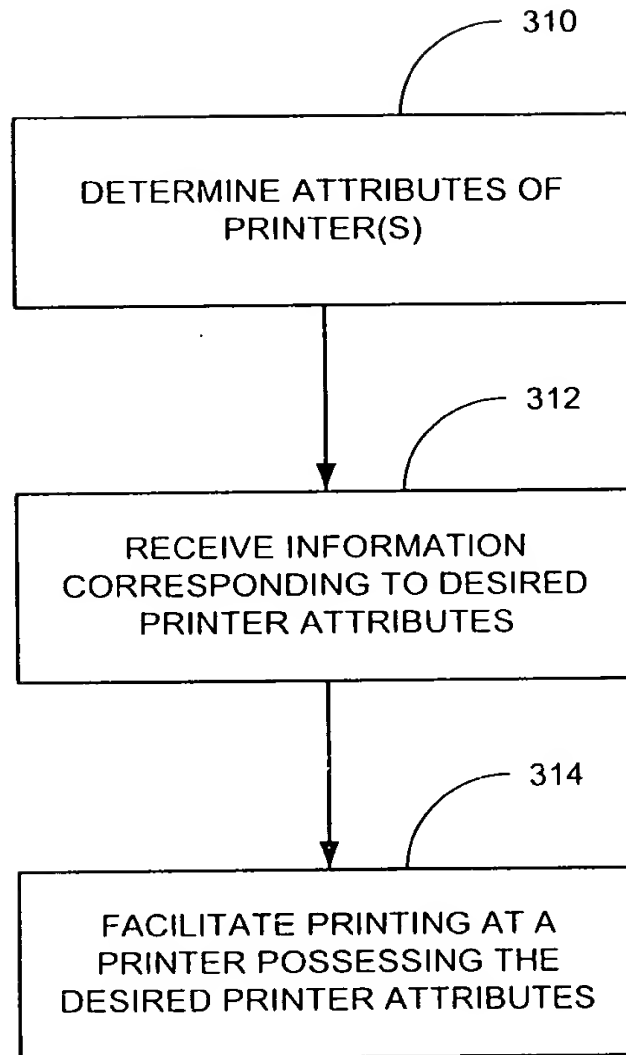 310
DETERMINE ATTRIBUTES OF
PRINTER(S)
312
RECEIVE INFORMATION
CORRESPONDING TO DESIRED
PRINTER ATTRIBUTES
314
FACILITATE PRINTING AT A
PRINTER POSSESSING THE
DESIRED PRINTER ATTRIBUTES